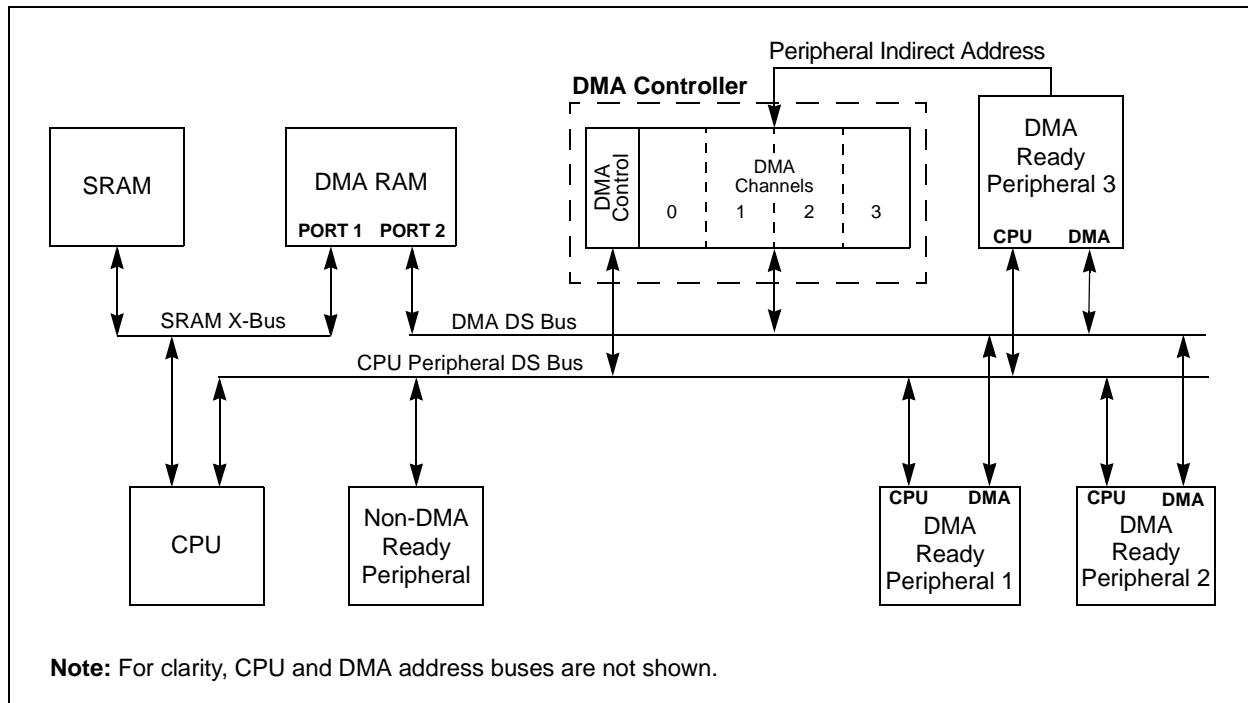 Peripheral Indirect Address
DMA Controller
SRAM
DMA RAM
PORT 1 PORT 2
DMA
Control
DMA
Channels
0 1 2 3
DMA
Ready
Peripheral 3
CPU DMA
SRAM X-Bus
DMA DS Bus
CPU Peripheral DS Bus
CPU
Non-DMA
Ready
Peripheral
CPU DMA
DMA
Ready
Peripheral 1
CPU DMA
DMA
Ready
Peripheral 2
Note: For clarity, CPU and DMA address buses are not shown.